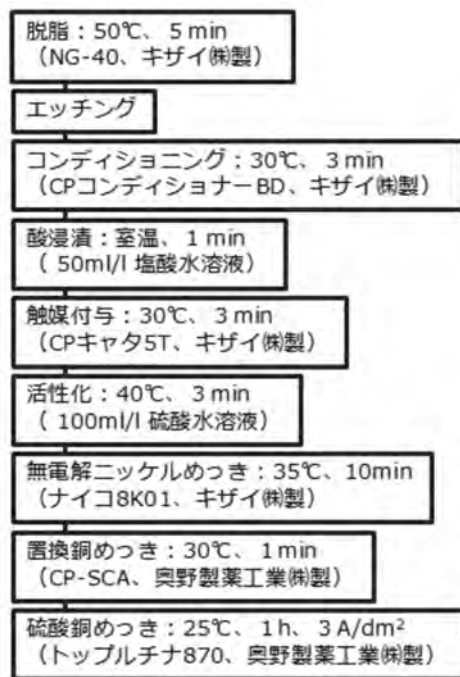 脱脂：50℃、5 min
（NG-40、キザイ㈱製）
エッチング
コンディショニング：30℃、3 min
（CPコンディショナーBD、キザイ㈱製）
酸浸漬：室温、1 min
（ 50ml/l 塩酸水溶液）
触媒付与：30℃、3 min
（CPキャタ5T、キザイ㈱製）
活性化：40℃、3 min
（ 100ml/l 硫酸水溶液）
無電解ニッケルめっき：35℃、10min
（ナイコ8K01、キザイ㈱製）
置換銅めっき：30℃、1 min
（CP-SCA、奥野製薬工業㈱製）
硫酸銅めっき：25℃、1 h、3 A/dm²
（トップルチナ870、奥野製薬工業㈱製）